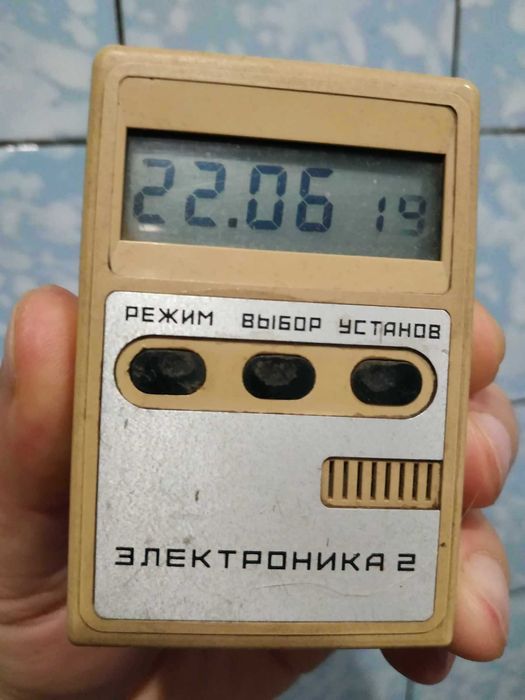 22.06 19
РЕЖИМ ВЫБОР УСТАНОВ
ЭЛЕКТРОНИКА 2